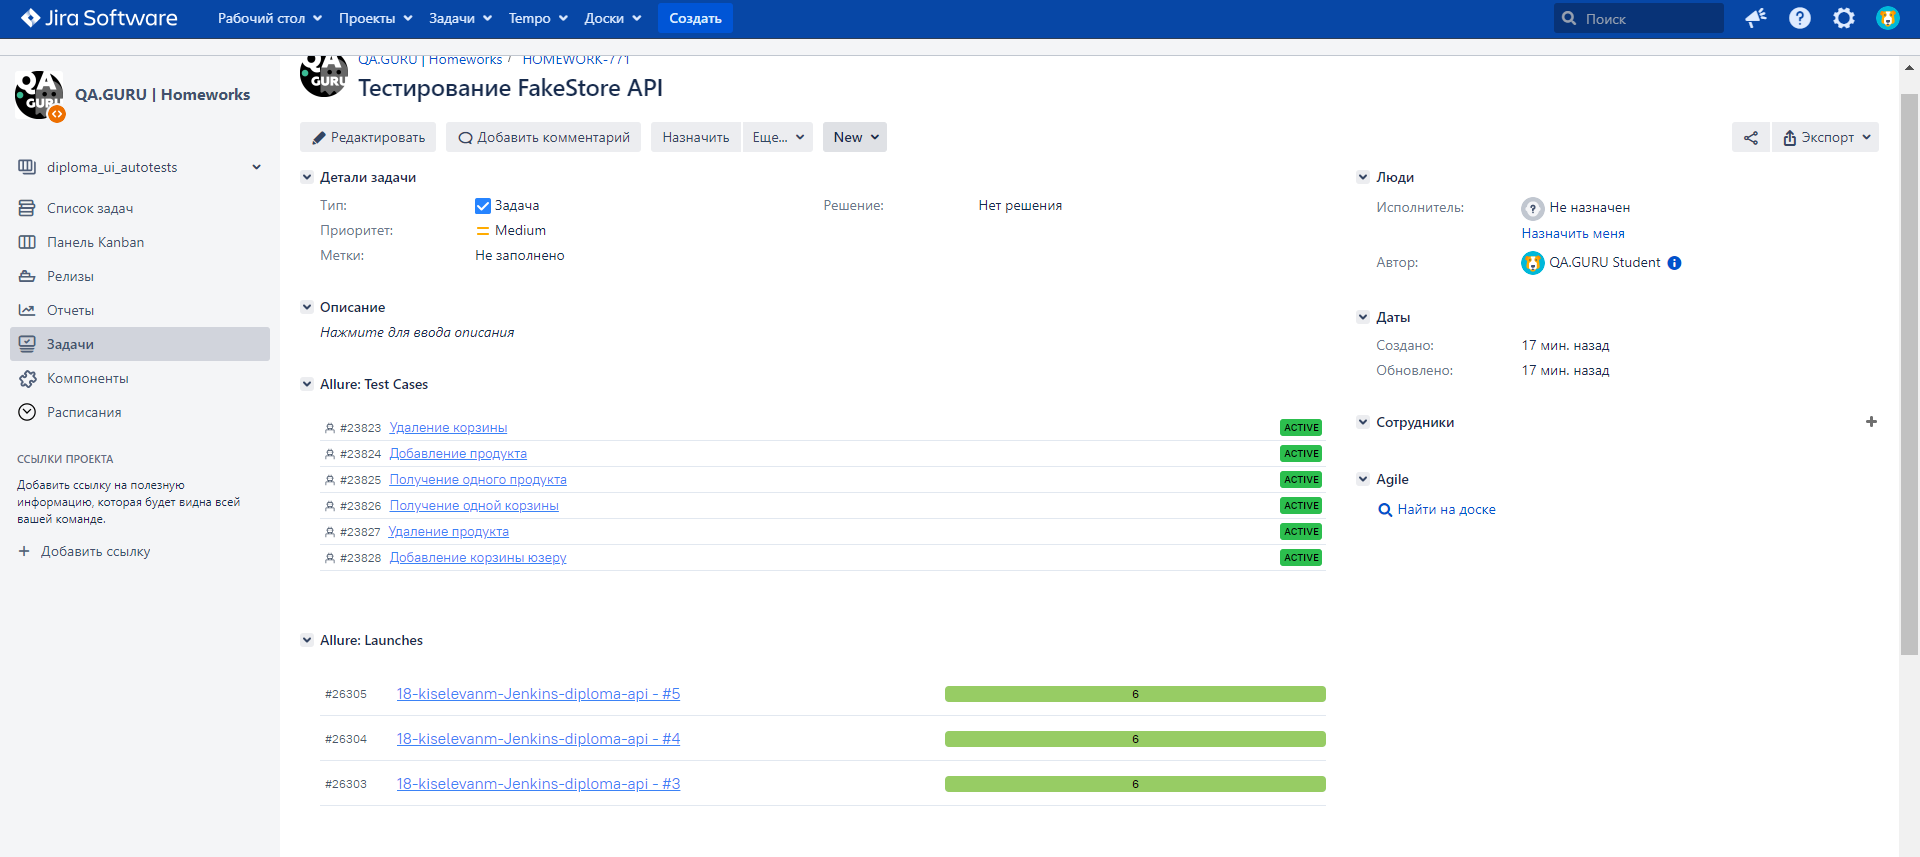 Jira Software
Рабочий стол
Проекты
Задачи
Tempo
Доски
Создать
Поиск
QA.GURU | Homeworks
diploma_ui_autotests
Список задач
Панель Kanban
Релизы
Отчеты
Задачи
Компоненты
Расписания
ССЫЛКИ ПРОЕКТА
Добавить ссылку на полезную
информацию, которая будет видна всей
вашей команде.
+ Добавить ссылку
QA
GURU
QA.GURU | Homeworks / HOMEWORK-771
Тестирование FakeStore API
Редактировать
Добавить комментарий
Назначить
Еще...
New
Экспорт
Детали задачи
Тип: Задача
Решение: Нет решения
Приоритет: Medium
Метки: Не заполнено
Описание
Нажмите для ввода описания
Allure: Test Cases
#23823 Удаление корзины ACTIVE
#23824 Добавление продукта ACTIVE
#23825 Получение одного продукта ACTIVE
#23826 Получение одной корзины ACTIVE
#23827 Удаление продукта ACTIVE
#23828 Добавление корзины юзеру ACTIVE
Allure: Launches
#26305 18-kiselevanm-Jenkins-diploma-api - #5 6
#26304 18-kiselevanm-Jenkins-diploma-api - #4 6
#26303 18-kiselevanm-Jenkins-diploma-api - #3 6
Люди
Исполнитель: Не назначен
Назначить меня
Автор: QA.GURU Student
Даты
Создано: 17 мин. назад
Обновлено: 17 мин. назад
Сотрудники
Agile
Найти на доске